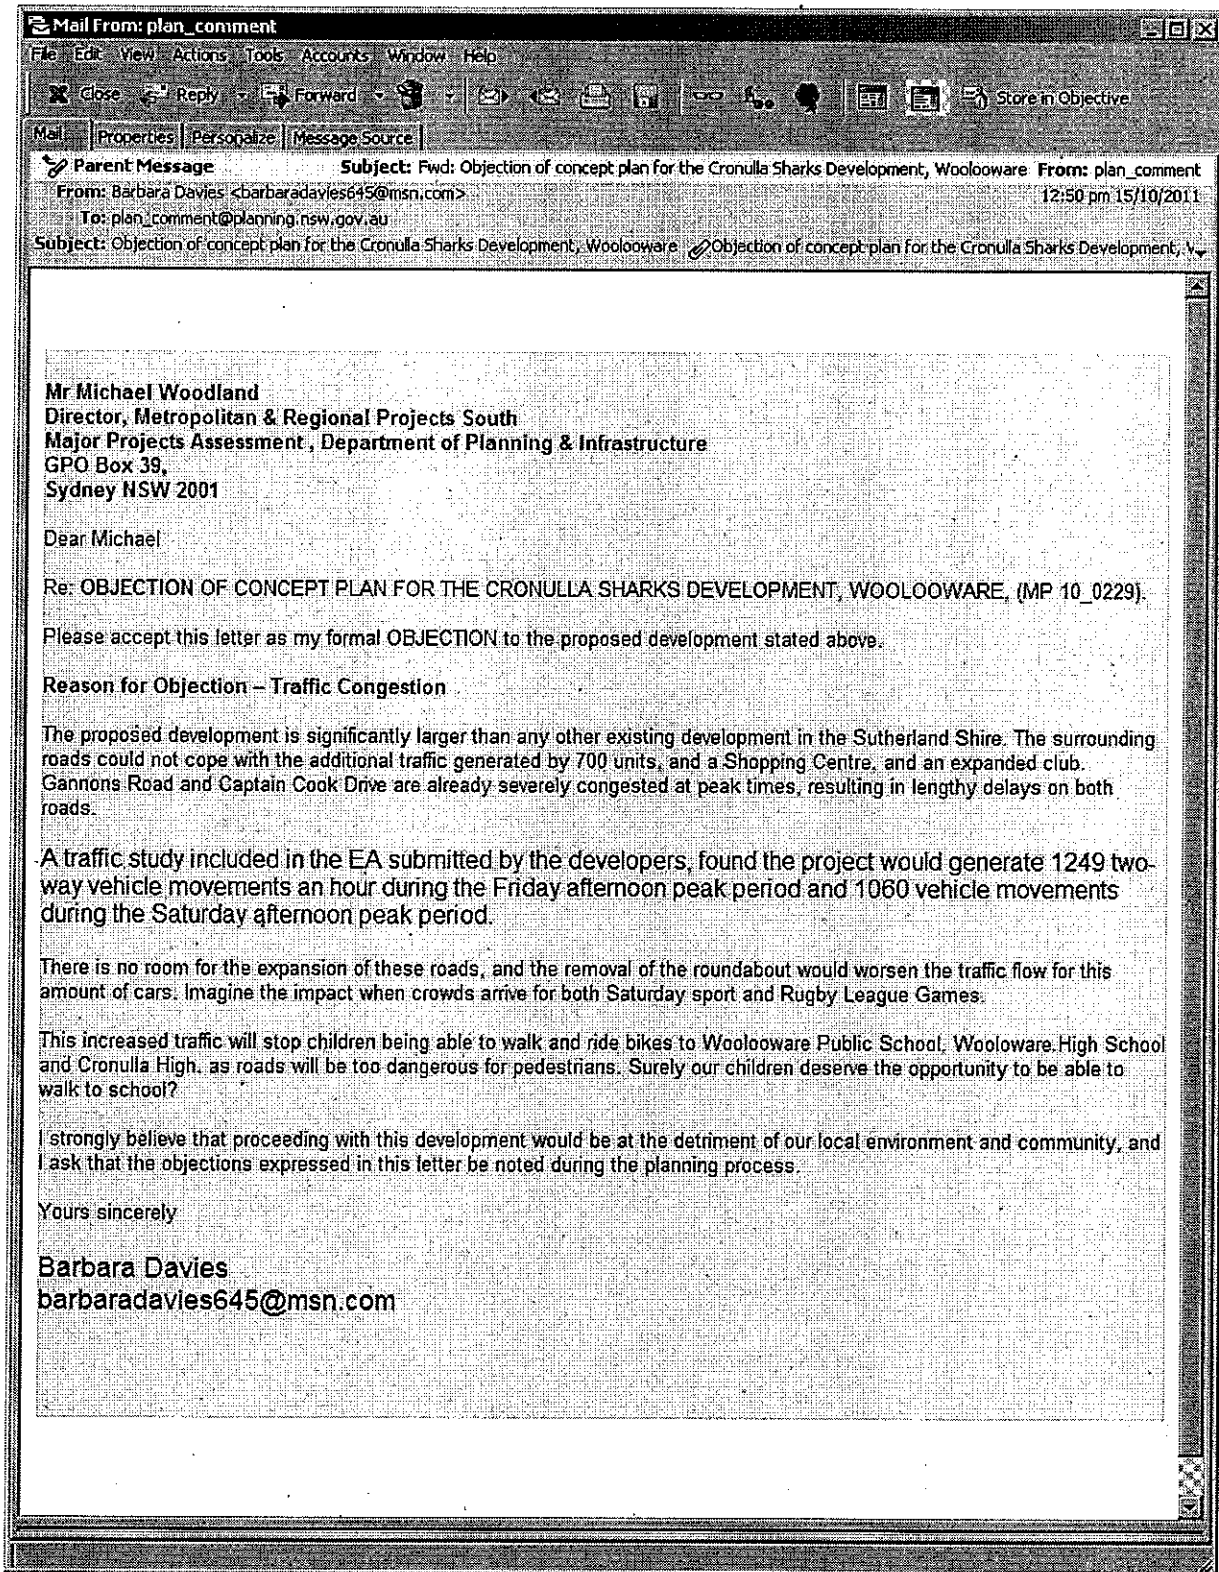 Mail From: plan_comment
File Edit View Actions Tools Accounts Window Help
Close Reply Forward Store in Objective
Mail Properties Personalize Message Source
Parent Message Subject: Fwd: Objection of concept plan for the Cronulla Sharks Development, Woolooware From: plan_comment
From: Barbara Davies <barbaradavies645@msn.com> 12:50 pm 15/10/2011
To: plan_comment@planning.nsw.gov.au
Subject: Objection of concept plan for the Cronulla Sharks Development, Woolooware Objection of concept plan for the Cronulla Sharks Development, V
Mr Michael Woodland
Director, Metropolitan & Regional Projects South
Major Projects Assessment , Department of Planning & Infrastructure
GPO Box 39,
Sydney NSW 2001
Dear Michael
Re: OBJECTION OF CONCEPT PLAN FOR THE CRONULLA SHARKS DEVELOPMENT, WOOLOOWARE, (MP 10_0229).
Please accept this letter as my formal OBJECTION to the proposed development stated above.
Reason for Objection – Traffic Congestion
The proposed development is significantly larger than any other existing development in the Sutherland Shire. The surrounding
roads could not cope with the additional traffic generated by 700 units, and a Shopping Centre, and an expanded club.
Gannons Road and Captain Cook Drive are already severely congested at peak times, resulting in lengthy delays on both
roads.
A traffic study included in the EA submitted by the developers, found the project would generate 1249 two-
way vehicle movements an hour during the Friday afternoon peak period and 1060 vehicle movements
during the Saturday afternoon peak period.
There is no room for the expansion of these roads, and the removal of the roundabout would worsen the traffic flow for this
amount of cars. Imagine the impact when crowds arrive for both Saturday sport and Rugby League Games.
This increased traffic will stop children being able to walk and ride bikes to Woolooware Public School, Wooloware High School
and Cronulla High, as roads will be too dangerous for pedestrians. Surely our children deserve the opportunity to be able to
walk to school?
I strongly believe that proceeding with this development would be at the detriment of our local environment and community, and
I ask that the objections expressed in this letter be noted during the planning process.
Yours sincerely
Barbara Davies
barbaradavies645@msn.com